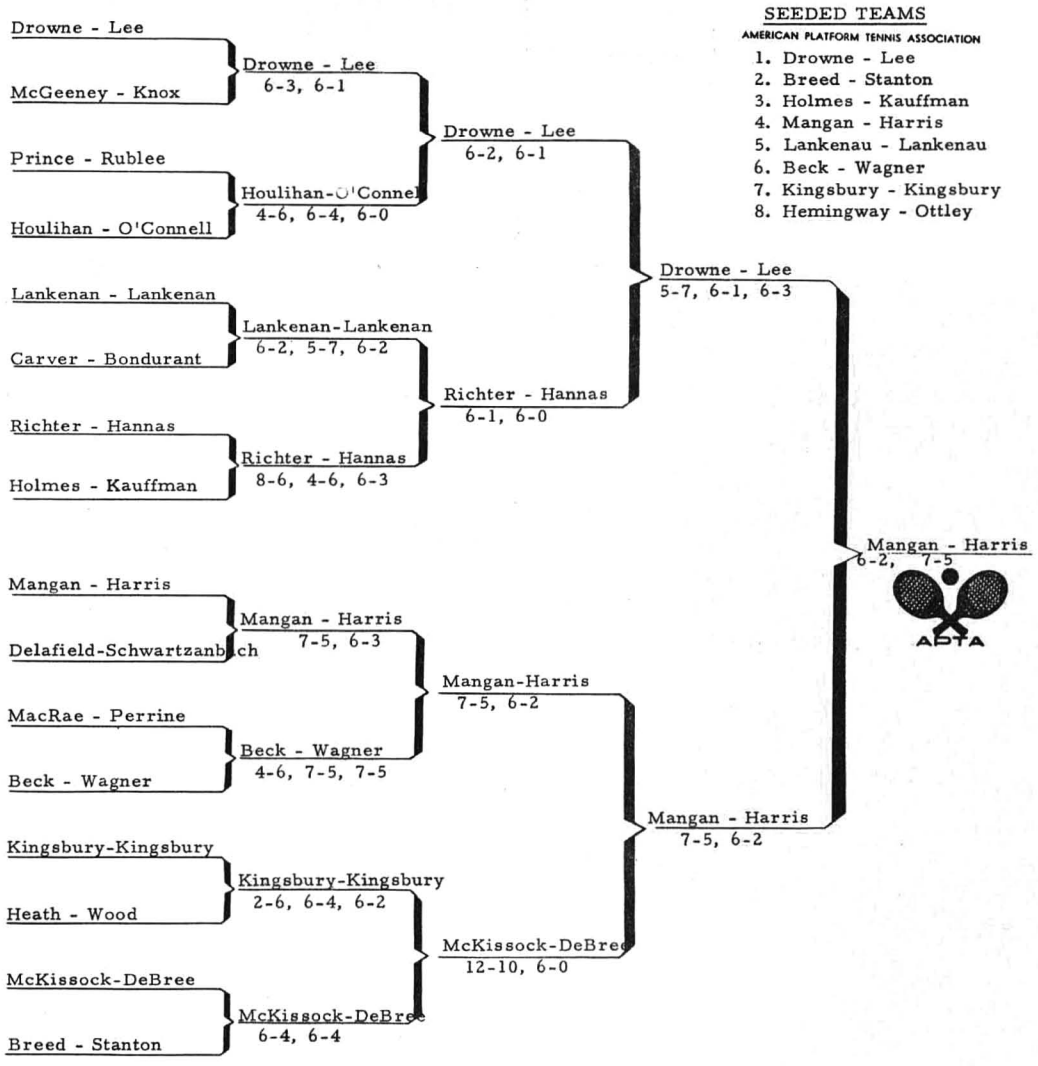 SEEDED TEAMS
AMERICAN PLATFORM TENNIS ASSOCIATION
1. Drowne - Lee
2. Breed - Stanton
3. Holmes - Kauffman
4. Mangan - Harris
5. Lankenau - Lankenau
6. Beck - Wagner
7. Kingsbury - Kingsbury
8. Hemingway - Ottley
Drowne - Lee
McGeeney - Knox
Prince - Rublee
Houlihan - O'Connell
Lankenan - Lankenan
Carver - Bondurant
Richter - Hannas
Holmes - Kauffman
Mangan - Harris
Delafield-Schwartzanbach
MacRae - Perrine
Beck - Wagner
Kingsbury-Kingsbury
Heath - Wood
McKissock-DeBree
Breed - Stanton
Drowne - Lee
6-3, 6-1
Houlihan-O'Connel
4-6, 6-4, 6-0
Lankenan-Lankenan
6-2, 5-7, 6-2
Richter - Hannas
8-6, 4-6, 6-3
Mangan - Harris
7-5, 6-3
Beck - Wagner
4-6, 7-5, 7-5
Kingsbury-Kingsbury
2-6, 6-4, 6-2
McKissock-DeBree
6-4, 6-4
Drowne - Lee
6-2, 6-1
Richter - Hannas
6-1, 6-0
Mangan-Harris
7-5, 6-2
McKissock-DeBree
12-10, 6-0
Drowne - Lee
5-7, 6-1, 6-3
Mangan - Harris
7-5, 6-2
Mangan - Harris
6-2, 7-5
APTA